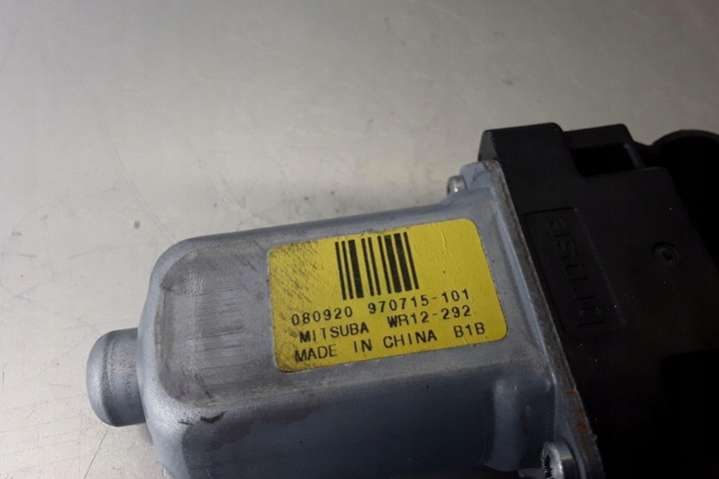 080920 970715-101
MITSUBA WR12-292
MADE IN CHINA B1B